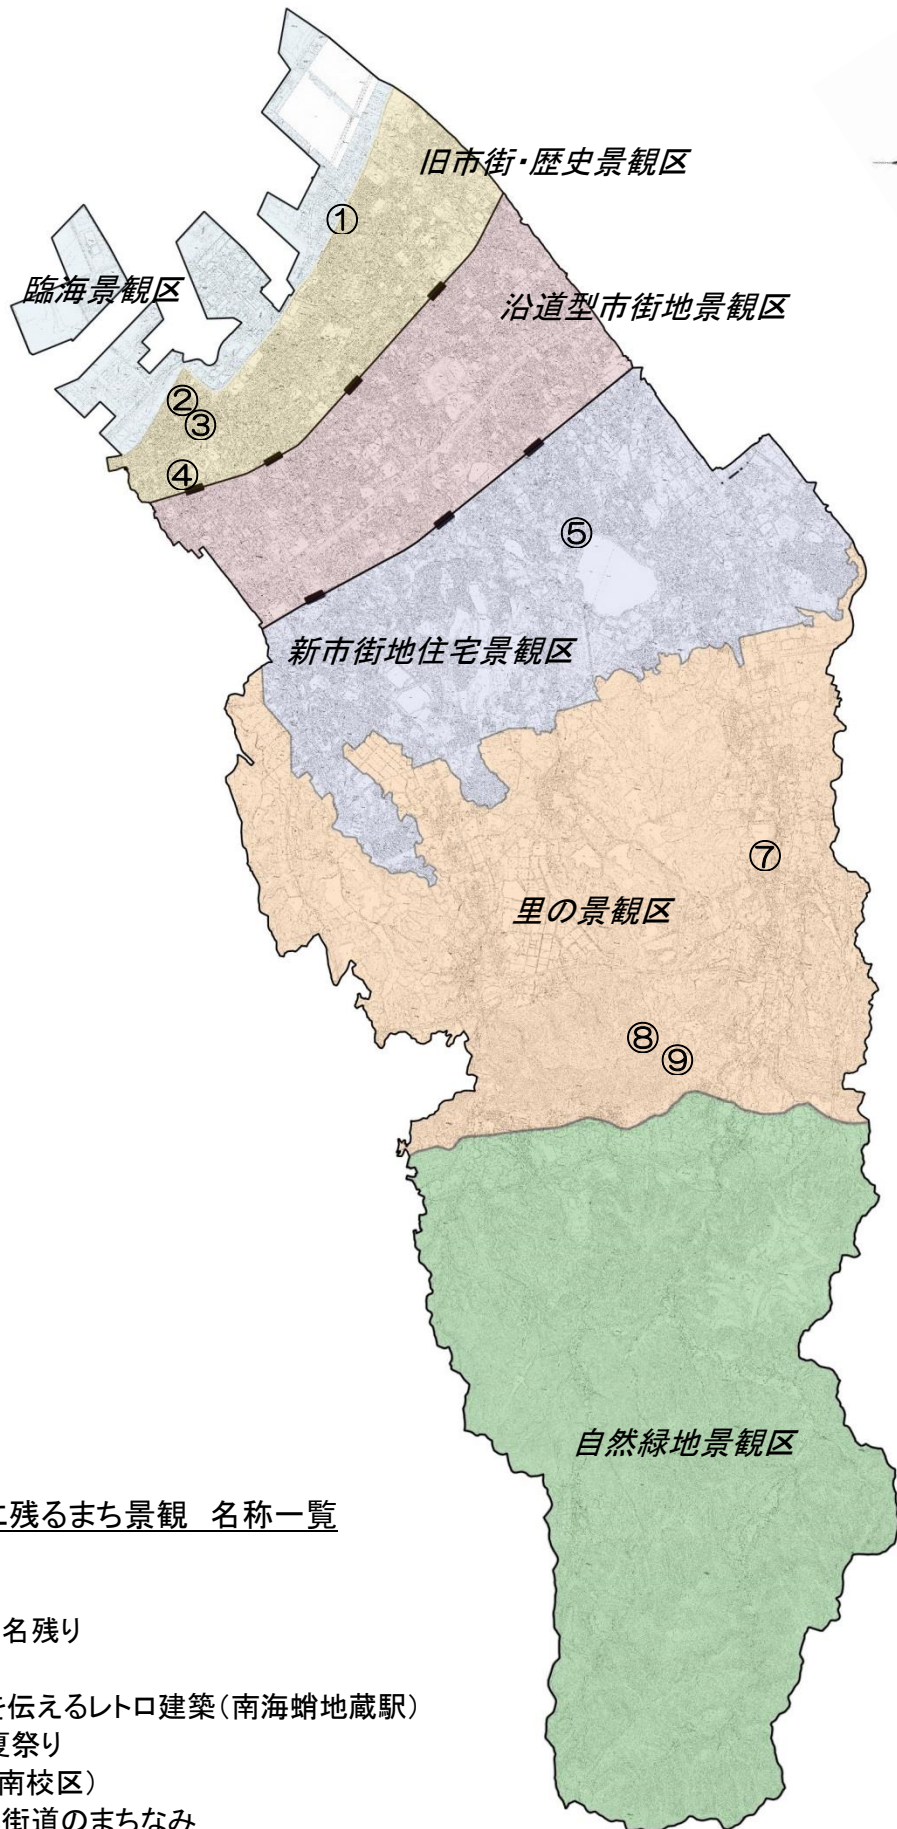 旧市街・歴史景観区
①
臨海景観区
沿道型市街地景観区
②
③
④
⑤
新市街地住宅景観区
⑦
里の景観区
⑧
⑨
自然緑地景観区
に残るまち景観　名称一覧
名残り
を伝えるレトロ建築（南海蛸地蔵駅）
夏祭り
南校区）
街道のまちなみ